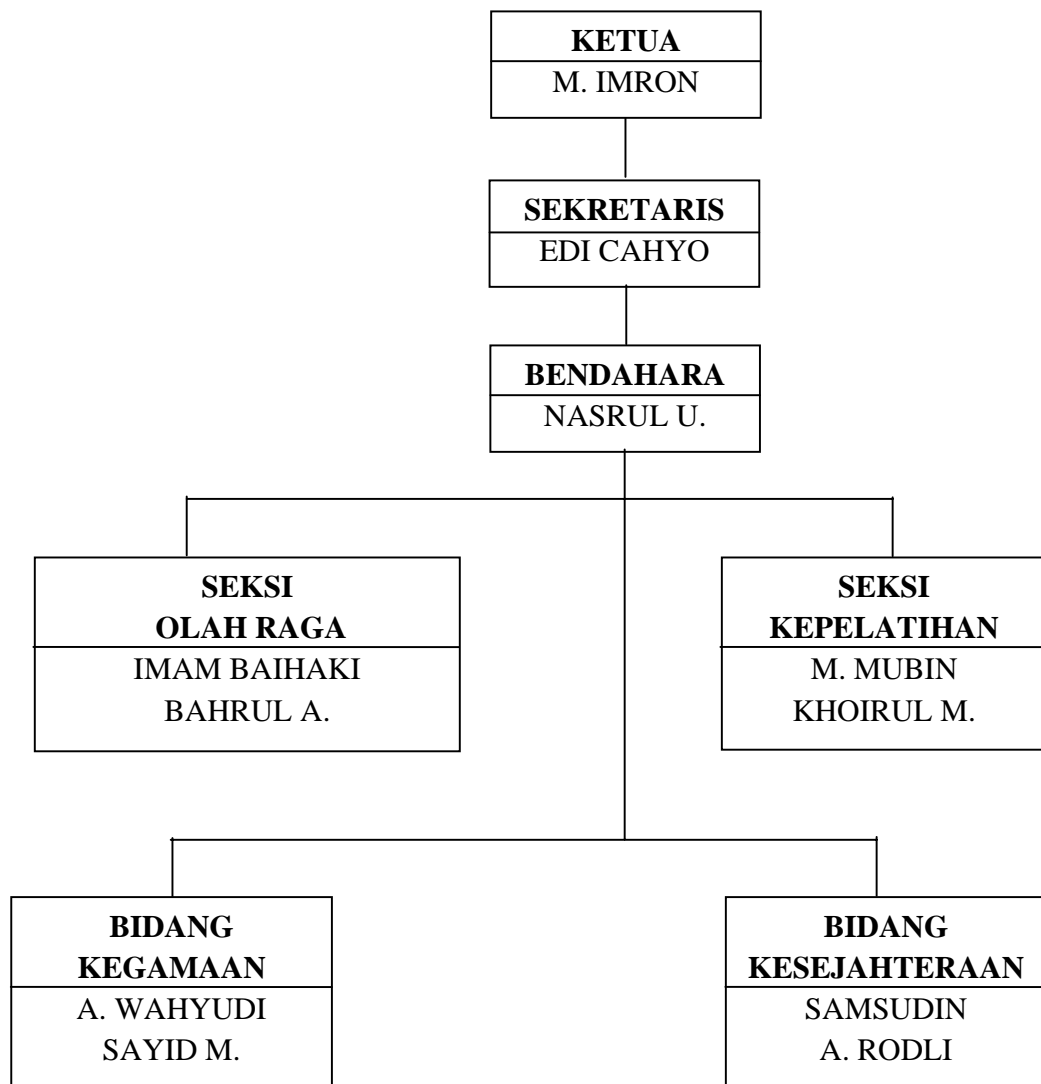 KETUA
M. IMRON
SEKRETARIS
EDI CAHYO
BENDAHARA
NASRUL U.
SEKSI
OLAH RAGA
IMAM BAIHAKI
BAHRUL A.
SEKSI
KEPELATIHAN
M. MUBIN
KHOIRUL M.
BIDANG
KEGAMAAN
A. WAHYUDI
SAYID M.
BIDANG
KESEJAHTERAAN
SAMSUDIN
A. RODLI